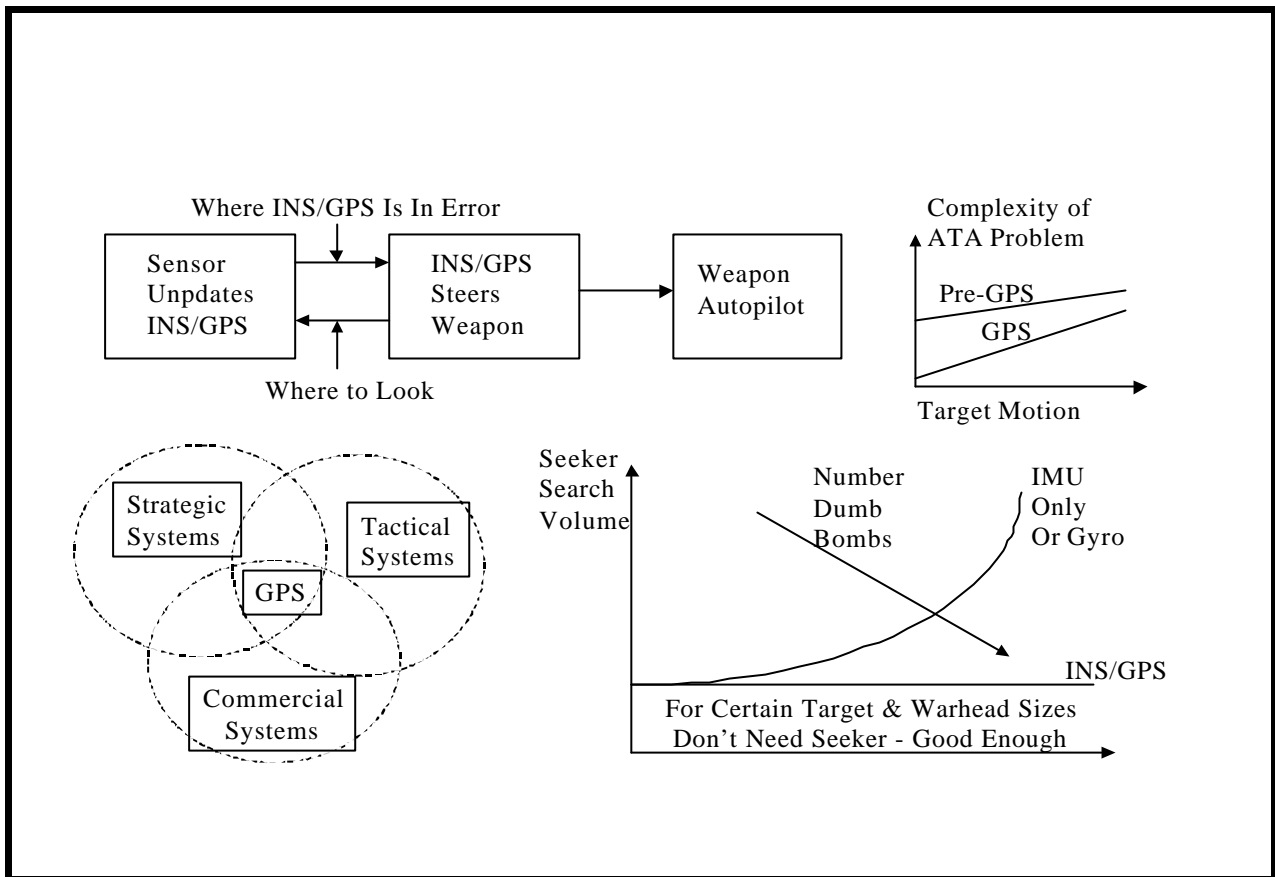 Where INS/GPS Is In Error
Sensor
Unpdates
INS/GPS
INS/GPS
Steers
Weapon
Where to Look
Weapon
Autopilot
Complexity of
ATA Problem
Pre-GPS
GPS
Target Motion
Strategic
Systems
Tactical
Systems
GPS
Commercial
Systems
Seeker
Search
Volume
Number
Dumb
Bombs
IMU
Only
Or Gyro
INS/GPS
For Certain Target & Warhead Sizes
Don't Need Seeker - Good Enough